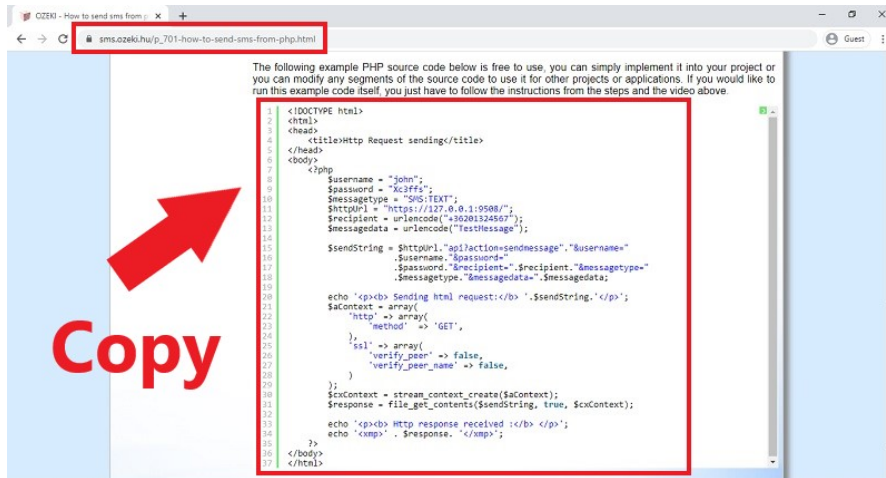 OZEKI - How to send sms from p
sms.ozeki.hu/p_701-how-to-send-sms-from-php.html
Guest
The following example PHP source code below is free to use, you can simply implement it into your project or
you can modify any segments of the source code to use it for other projects or applications. If you would like to
run this example code itself, you just have to follow the instructions from the steps and the video above.
1 <!DOCTYPE html>
2 <html>
3 <head>
4     <title>Http Request sending</title>
5 </head>
6 <body>
7     <?php
8         $username = "john";
9         $password = "Xc3ffs";
10         $messagetype = "SMS:TEXT";
11         $httpUrl = "https://127.0.0.1:9508/";
12         $recipient = urlencode("+36201324567");
13         $messagedata = urlencode("TestMessage");
14
15         $sendString = $httpUrl."api?action=sendmessage"."&username="
16                     .$username."&password="
17                     .$password."&recipient=".$recipient."&messagetype="
18                     .$messagetype."&messagedata=".$messagedata;
19
20         echo '<p><b> Sending html request:</b> '.$sendString.'</p>';
21         $aContext = array(
22             'http' => array(
23                 'method'  => 'GET',
24             ),
25             'ssl' => array(
26                 'verify_peer' => false,
27                 'verify_peer_name' => false,
28             )
29         );
30         $cxContext = stream_context_create($aContext);
31         $response = file_get_contents($sendString, true, $cxContext);
32
33         echo '<p><b> Http response received :</b> </p>';
34         echo '<xmp>' . $response. '</xmp>';
35     ?>
36 </body>
37 </html>
Copy